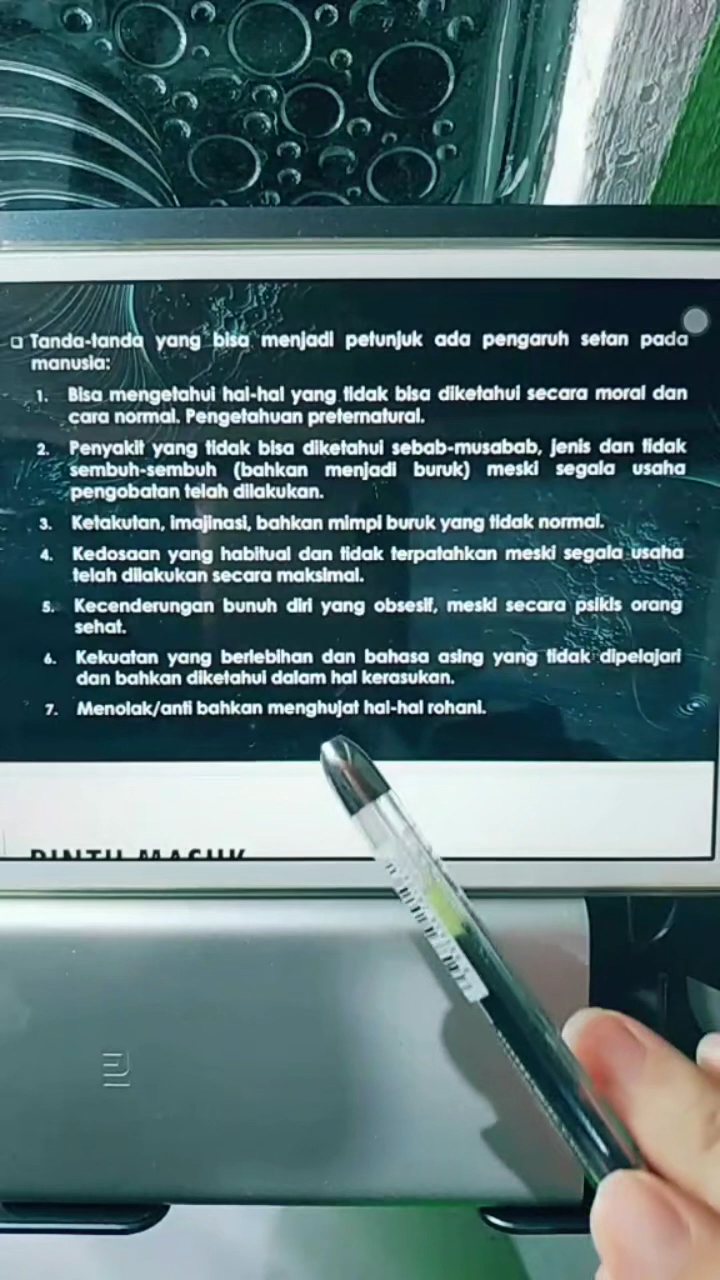 ❑ Tanda-tanda yang bisa menjadi petunjuk ada pengaruh setan pada
manusia:
1. Bisa mengetahui hal-hal yang tidak bisa diketahui secara moral dan
cara normal. Pengetahuan preternatural.
2. Penyakit yang tidak bisa diketahui sebab-musabab, jenis dan tidak
sembuh-sembuh (bahkan menjadi buruk) meski segala usaha
pengobatan telah dilakukan.
3. Ketakutan, imajinasi, bahkan mimpi buruk yang tidak normal.
4. Kedosaan yang habitual dan tidak terpatahkan meski segala usaha
telah dilakukan secara maksimal.
5. Kecenderungan bunuh diri yang obsesif, meski secara psikis orang
sehat.
6. Kekuatan yang berlebihan dan bahasa asing yang tidak dipelajari
dan bahkan diketahui dalam hal kerasukan.
7. Menolak/anti bahkan menghujat hal-hal rohani.
PINTU MASUK